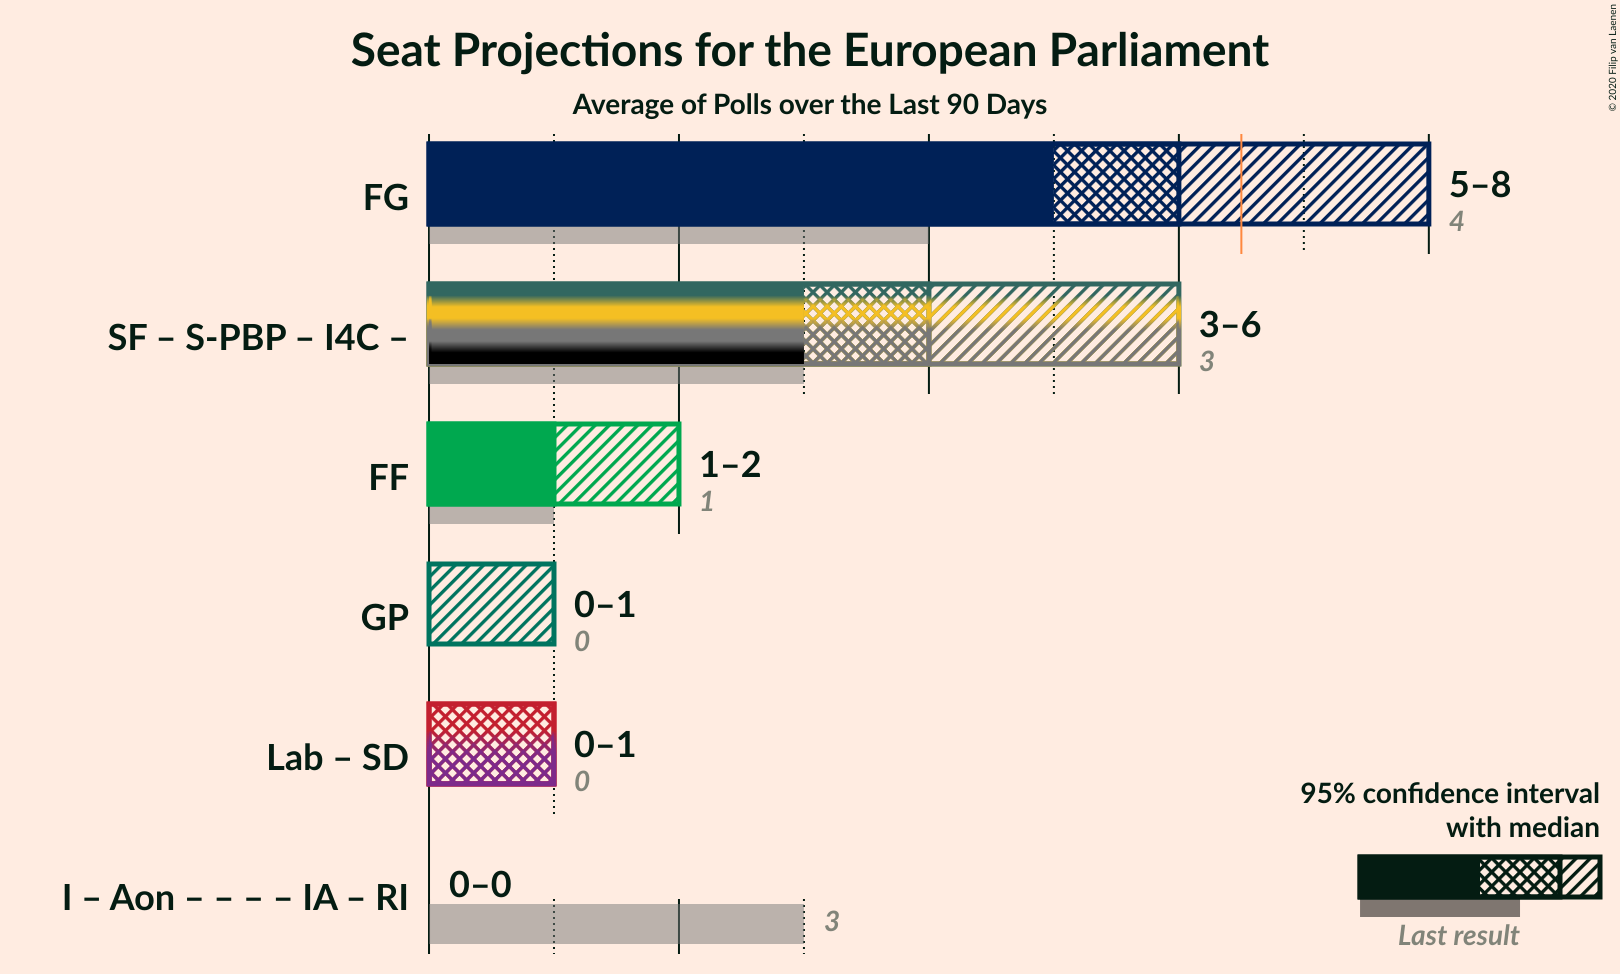 Seat Projections for the European Parliament
Average of Polls over the Last 90 Days
© 2020 Filip van Laenen
FG
5–8
4
SF – S-PBP – I4C –
3–6
3
FF
1–2
1
GP
0–1
0
Lab – SD
0–1
0
I – Aon – – – – IA – RI
0–0
3
95% confidence interval
with median
Last result